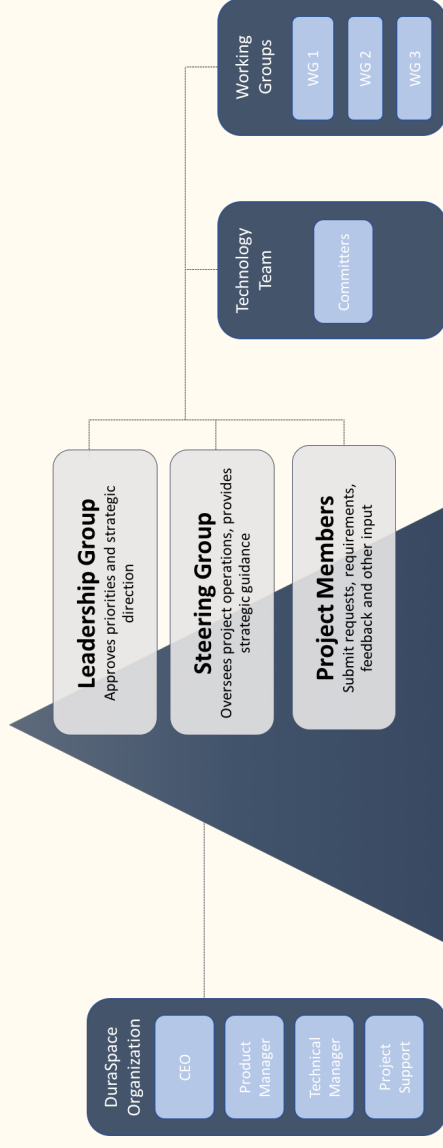 DuraSpace
Organization
CEO
Product
Manager
Technical
Manager
Project
Support
Leadership Group
Approves priorities and strategic
direction
Steering Group
Oversees project operations, provides
strategic guidance
Project Members
Submit requests, requirements,
feedback and other input
Technology
Team
Committers
Working
Groups
WG 1
WG 2
WG 3